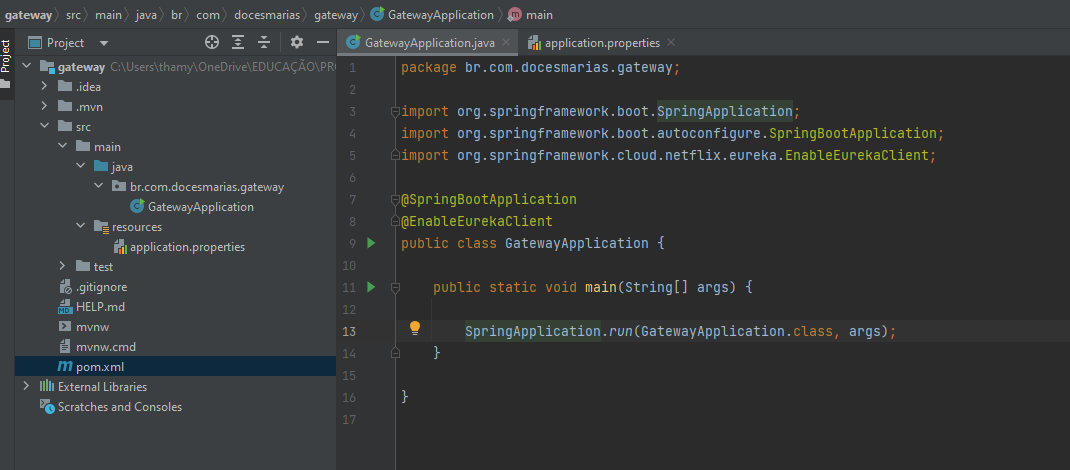 gateway src main java br com docesmarias gateway GatewayApplication main
Project
Project
gateway C:\Users\thamy\OneDrive\EDUCAÇÃO\PR
.idea
.mvn
src
main
java
br.com.docesmarias.gateway
GatewayApplication
resources
application.properties
test
.gitignore
HELP.md
mvnw
mvnw.cmd
pom.xml
External Libraries
Scratches and Consoles
GatewayApplication.java application.properties
1 package br.com.docesmarias.gateway;
2
3 import org.springframework.boot.SpringApplication;
4 import org.springframework.boot.autoconfigure.SpringBootApplication;
5 import org.springframework.cloud.netflix.eureka.EnableEurekaClient;
6
7 @SpringBootApplication
8 @EnableEurekaClient
9 public class GatewayApplication {
10
11 public static void main(String[] args) {
12
13 SpringApplication.run(GatewayApplication.class, args);
14 }
15
16 }
17